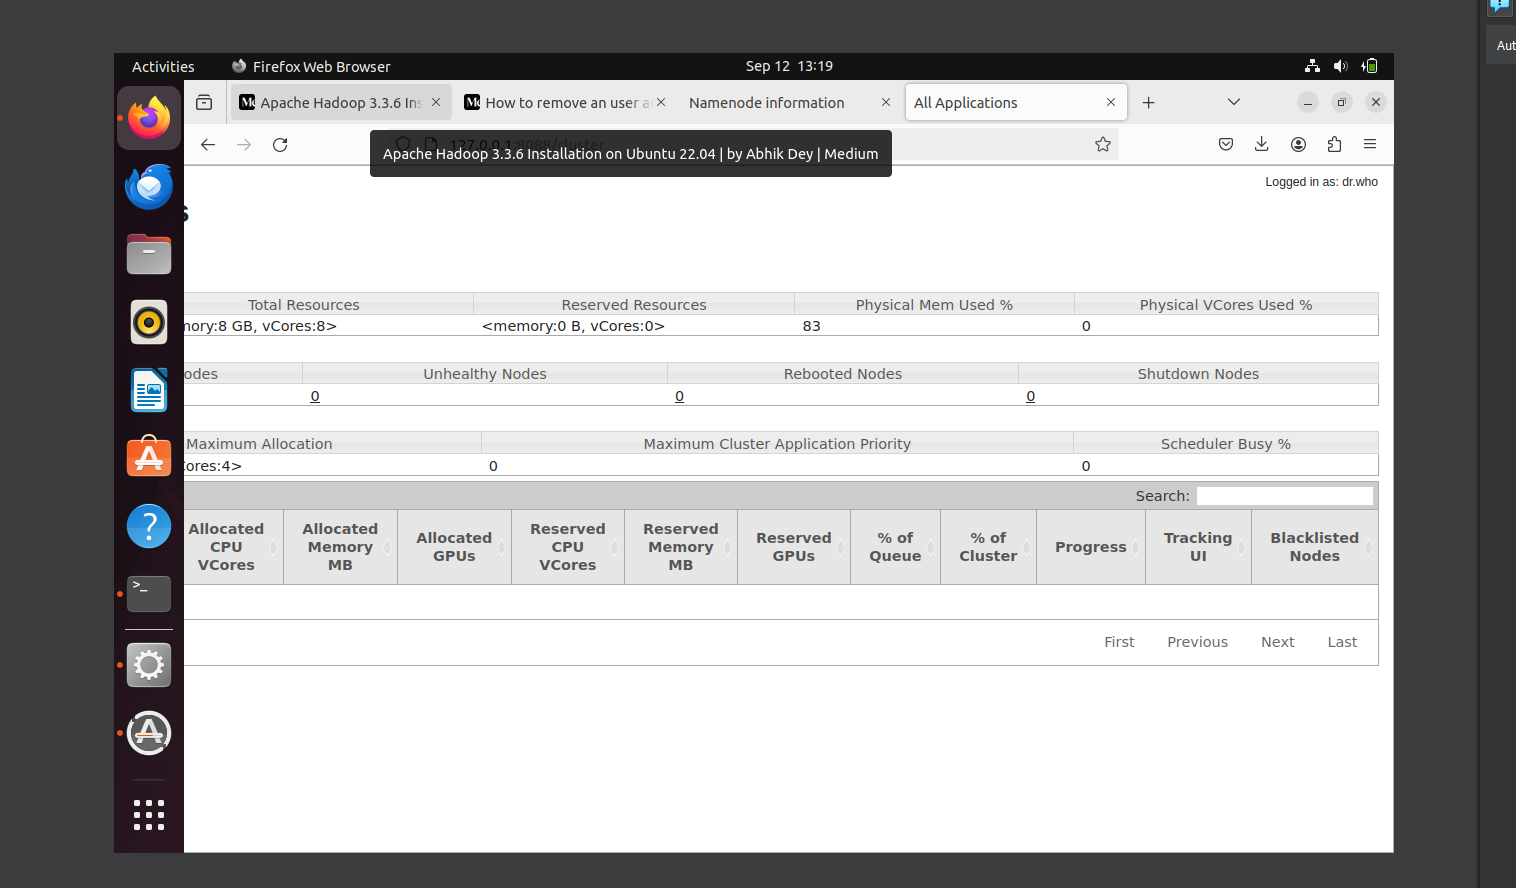 Aut
Activities Firefox Web Browser Sep 12 13:19
Apache Hadoop 3.3.6 Ins How to remove an user a Namenode information All Applications
Apache Hadoop 3.3.6 Installation on Ubuntu 22.04 | by Abhik Dey | Medium
Logged in as: dr.who
s
Total Resources Reserved Resources Physical Mem Used % Physical VCores Used %
mory:8 GB, vCores:8> <memory:0 B, vCores:0> 83 0
odes Unhealthy Nodes Rebooted Nodes Shutdown Nodes
0 0 0
Maximum Allocation Maximum Cluster Application Priority Scheduler Busy %
Cores:4> 0 0
Search:
Allocated CPU VCores Allocated Memory MB Allocated GPUs Reserved CPU VCores Reserved Memory MB Reserved GPUs % of Queue % of Cluster Progress Tracking UI Blacklisted Nodes
First Previous Next Last